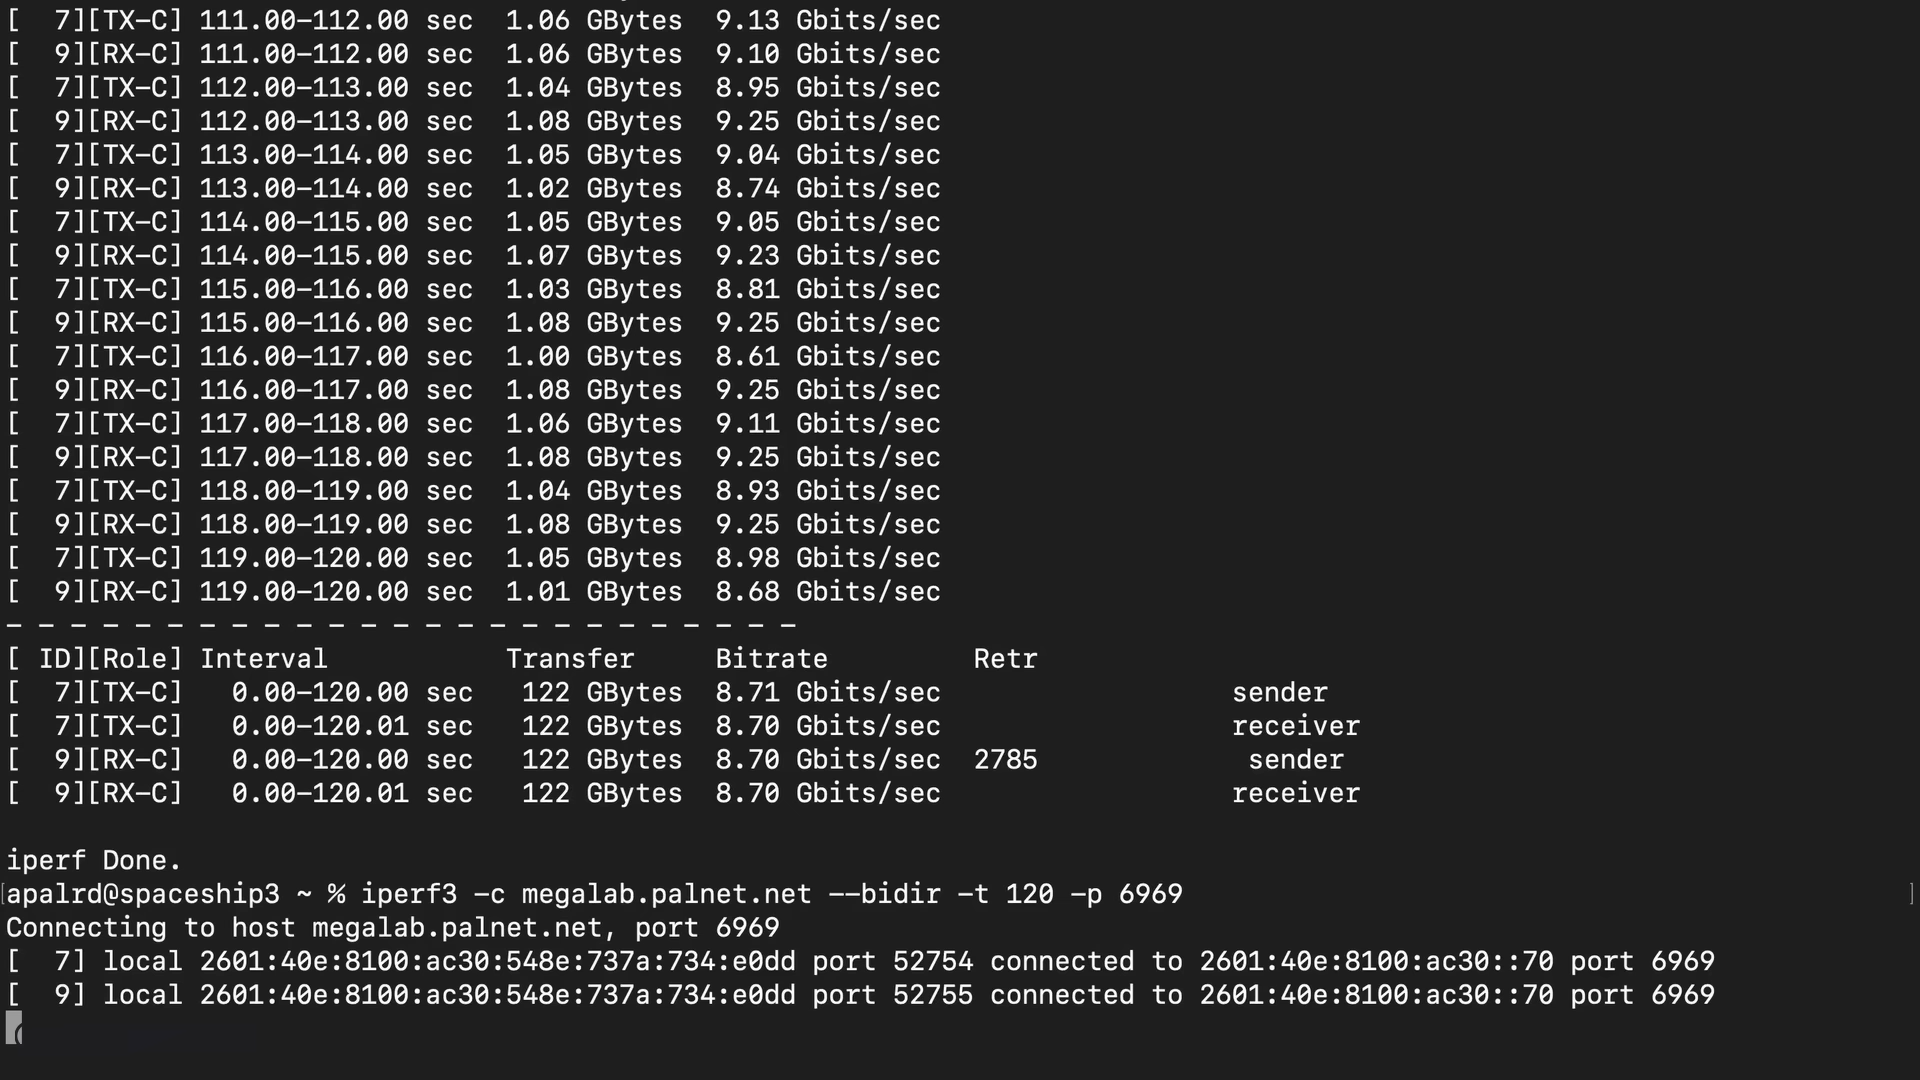 [  7][TX-C] 111.00-112.00 sec  1.06 GBytes  9.13 Gbits/sec
[  9][RX-C] 111.00-112.00 sec  1.06 GBytes  9.10 Gbits/sec
[  7][TX-C] 112.00-113.00 sec  1.04 GBytes  8.95 Gbits/sec
[  9][RX-C] 112.00-113.00 sec  1.08 GBytes  9.25 Gbits/sec
[  7][TX-C] 113.00-114.00 sec  1.05 GBytes  9.04 Gbits/sec
[  9][RX-C] 113.00-114.00 sec  1.02 GBytes  8.74 Gbits/sec
[  7][TX-C] 114.00-115.00 sec  1.05 GBytes  9.05 Gbits/sec
[  9][RX-C] 114.00-115.00 sec  1.07 GBytes  9.23 Gbits/sec
[  7][TX-C] 115.00-116.00 sec  1.03 GBytes  8.81 Gbits/sec
[  9][RX-C] 115.00-116.00 sec  1.08 GBytes  9.25 Gbits/sec
[  7][TX-C] 116.00-117.00 sec  1.00 GBytes  8.61 Gbits/sec
[  9][RX-C] 116.00-117.00 sec  1.08 GBytes  9.25 Gbits/sec
[  7][TX-C] 117.00-118.00 sec  1.06 GBytes  9.11 Gbits/sec
[  9][RX-C] 117.00-118.00 sec  1.08 GBytes  9.25 Gbits/sec
[  7][TX-C] 118.00-119.00 sec  1.04 GBytes  8.93 Gbits/sec
[  9][RX-C] 118.00-119.00 sec  1.08 GBytes  9.25 Gbits/sec
[  7][TX-C] 119.00-120.00 sec  1.05 GBytes  8.98 Gbits/sec
[  9][RX-C] 119.00-120.00 sec  1.01 GBytes  8.68 Gbits/sec
- - - - - - - - - - - - - - - - - - - - - - - - -
[ ID][Role] Interval           Transfer     Bitrate         Retr
[  7][TX-C]   0.00-120.00 sec   122 GBytes  8.71 Gbits/sec                  sender
[  7][TX-C]   0.00-120.01 sec   122 GBytes  8.70 Gbits/sec                  receiver
[  9][RX-C]   0.00-120.00 sec   122 GBytes  8.70 Gbits/sec  2785             sender
[  9][RX-C]   0.00-120.01 sec   122 GBytes  8.70 Gbits/sec                  receiver

iperf Done.
[apalrd@spaceship3 ~ % iperf3 -c megalab.palnet.net --bidir -t 120 -p 6969 ]
Connecting to host megalab.palnet.net, port 6969
[  7] local 2601:40e:8100:ac30:548e:737a:734:e0dd port 52754 connected to 2601:40e:8100:ac30::70 port 6969
[  9] local 2601:40e:8100:ac30:548e:737a:734:e0dd port 52755 connected to 2601:40e:8100:ac30::70 port 6969